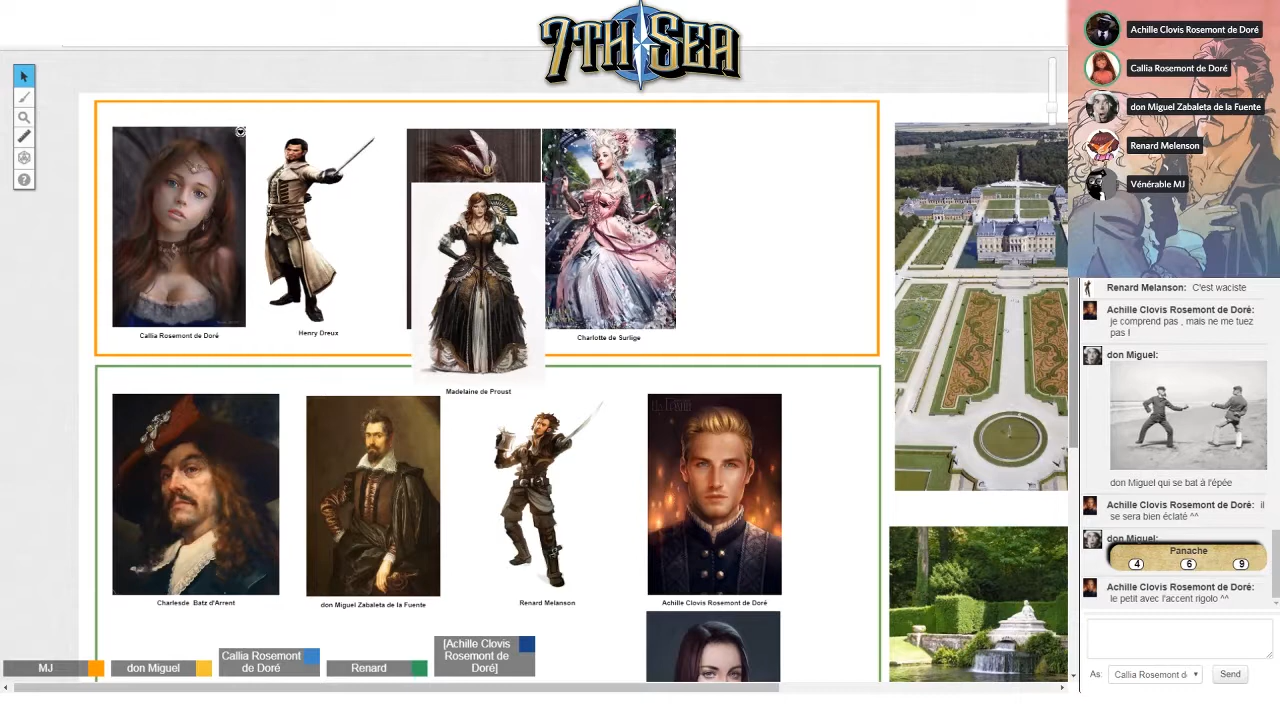 7TH SEA
Callia Rosemont de Doré
Henry Dreux
Madelaine de Proust
Charlotte de Surlige
Charlesde Batz d'Arrent
don Miguel Zabaleta de la Fuente
Renard Melanson
Achille Clovis Rosemont de Doré
MJ
don Miguel
Callia Rosemont
de Doré
Renard
[Achille Clovis
Rosemont de
Doré]
Achille Clovis Rosemont de Doré
Callia Rosemont de Doré
don Miguel Zabaleta de la Fuente
Renard Melenson
Vénérable MJ
Renard Melanson: C'est waciste
Achille Clovis Rosemont de Doré:
je comprend pas , mais ne me tuez
pas !
don Miguel:
don Miguel qui se bat à l'épée
Achille Clovis Rosemont de Doré: il
se sera bien éclaté ^^
don Miguel:
Panache
4 6 9
Achille Clovis Rosemont de Doré:
le petit avec l'accent rigolo ^^
As: Callia Rosemont d
Send